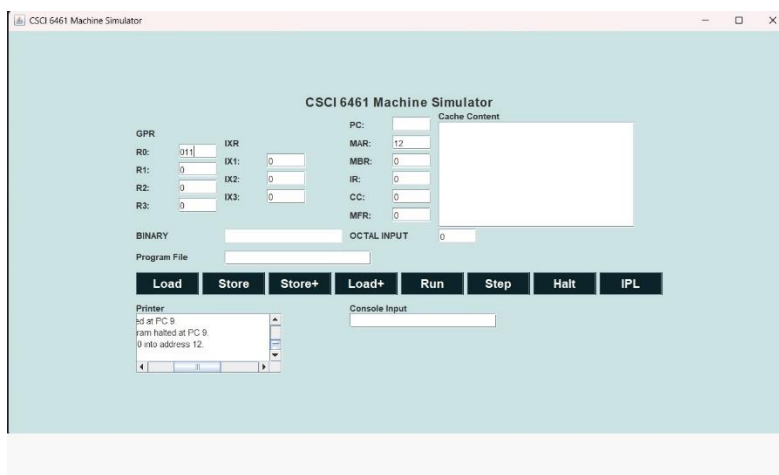 CSCI 6461 Machine Simulator
CSCI 6461 Machine Simulator
GPR
R0: 011
R1: 0
R2: 0
R3: 0
IXR
IX1: 0
IX2: 0
IX3: 0
PC:
MAR: 12
MBR: 0
IR: 0
CC: 0
MFR: 0
Cache Content
BINARY
OCTAL INPUT 0
Program File
Load Store Store+ Load+ Run Step Halt IPL
Printer
ed at PC 9
ram halted at PC 9.
0 into address 12.
Console Input